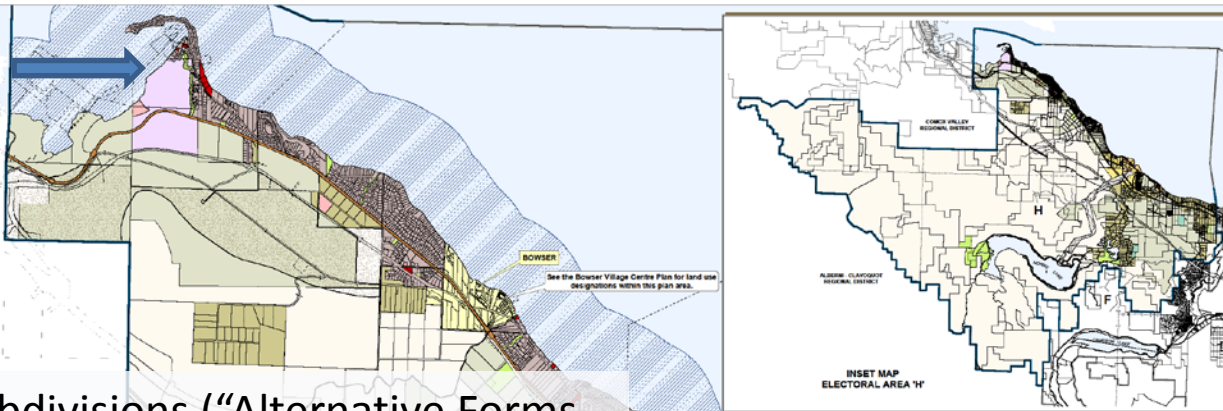 BOWSER
See the Bowser Village Centre Plan for land use
designations within this plan area.
bdivisions ("Alternative Forms
COMOX VALLEY
REGIONAL DISTRICT
H
ALBERNI - CLAYOQUOT
REGIONAL DISTRICT
F
INSET MAP
ELECTORAL AREA 'H'